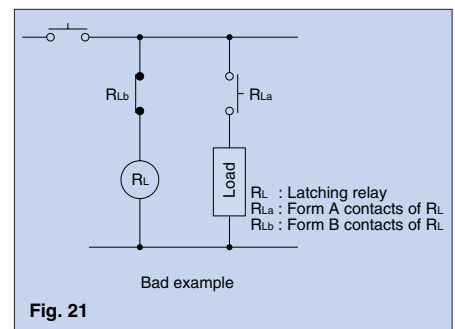 RLb
RLa
RL
Load
RL : Latching relay
RLa : Form A contacts of RL
RLb : Form B contacts of RL
Bad example
Fig. 21